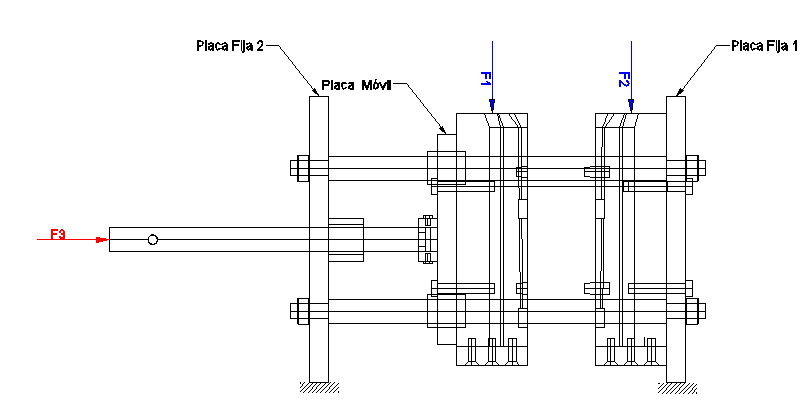 Placa Fija 2
Placa Fija 1
Placa Móvil
F1
F2
F3